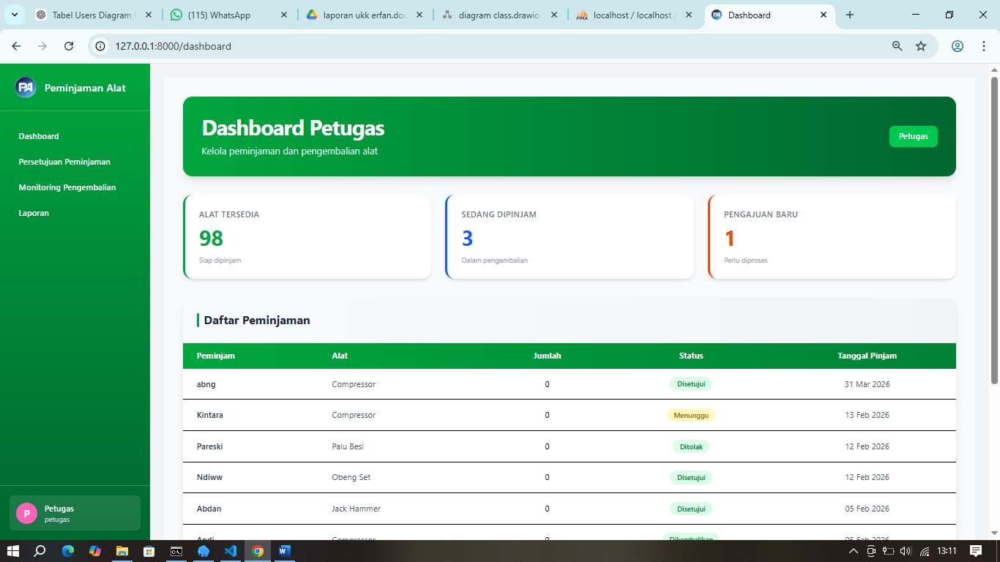 Tabel Users Diagram
(115) WhatsApp
laporan ukk erfan.doc
diagram class.drawio
localhost / localhost /
Dashboard
127.0.0.1:8000/dashboard
PA
Peminjaman Alat
Dashboard
Persetujuan Peminjaman
Monitoring Pengembalian
Laporan
P
Petugas
petugas
Dashboard Petugas
Kelola peminjaman dan pengembalian alat
Petugas
ALAT TERSEDIA
98
Siap dipinjam
SEDANG DIPINJAM
3
Dalam pengembalian
PENGAJUAN BARU
1
Perlu diproses
Daftar Peminjaman
Peminjam Alat Jumlah Status Tanggal Pinjam
abng Compressor 0 Disetujui 31 Mar 2026
Kintara Compressor 0 Menunggu 13 Feb 2026
Pareski Palu Besi 0 Ditolak 12 Feb 2026
Ndiww Obeng Set 0 Disetujui 12 Feb 2026
Abdan Jack Hammer 0 Disetujui 05 Feb 2026
Andi Compressor 0 Dikembalikan 05 Feb 2026
13:11